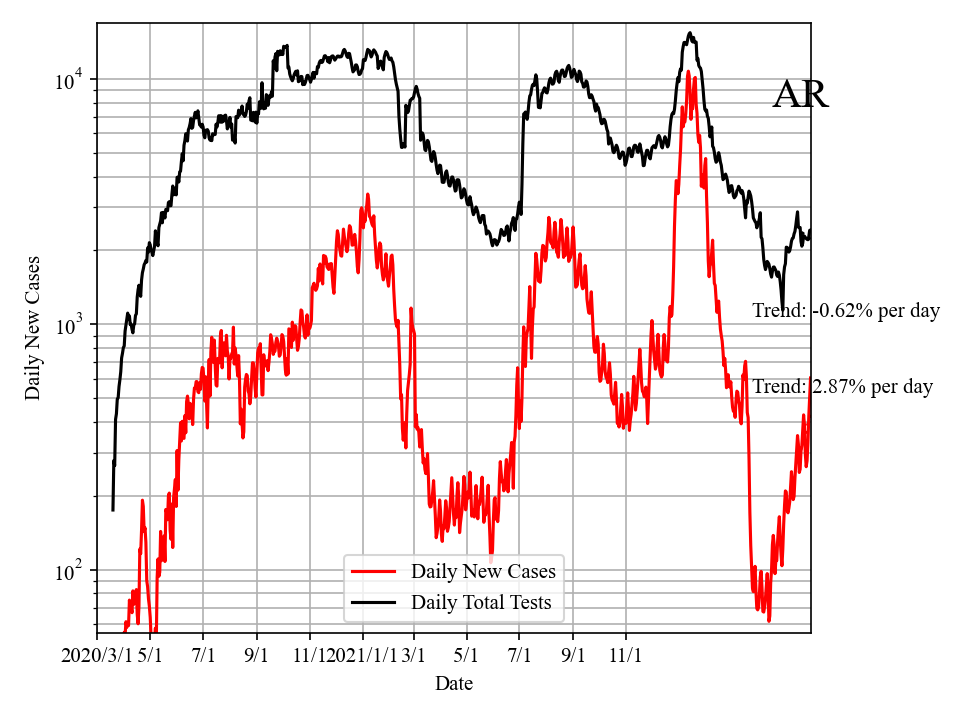 10^4
AR
Trend: -0.62% per day
10^3
Trend: 2.87% per day
10^2
Daily New Cases
Daily New Cases
Daily Total Tests
2020/3/1 5/1 7/1 9/1 11/1 2021/1/1 3/1 5/1 7/1 9/1 11/1
Date